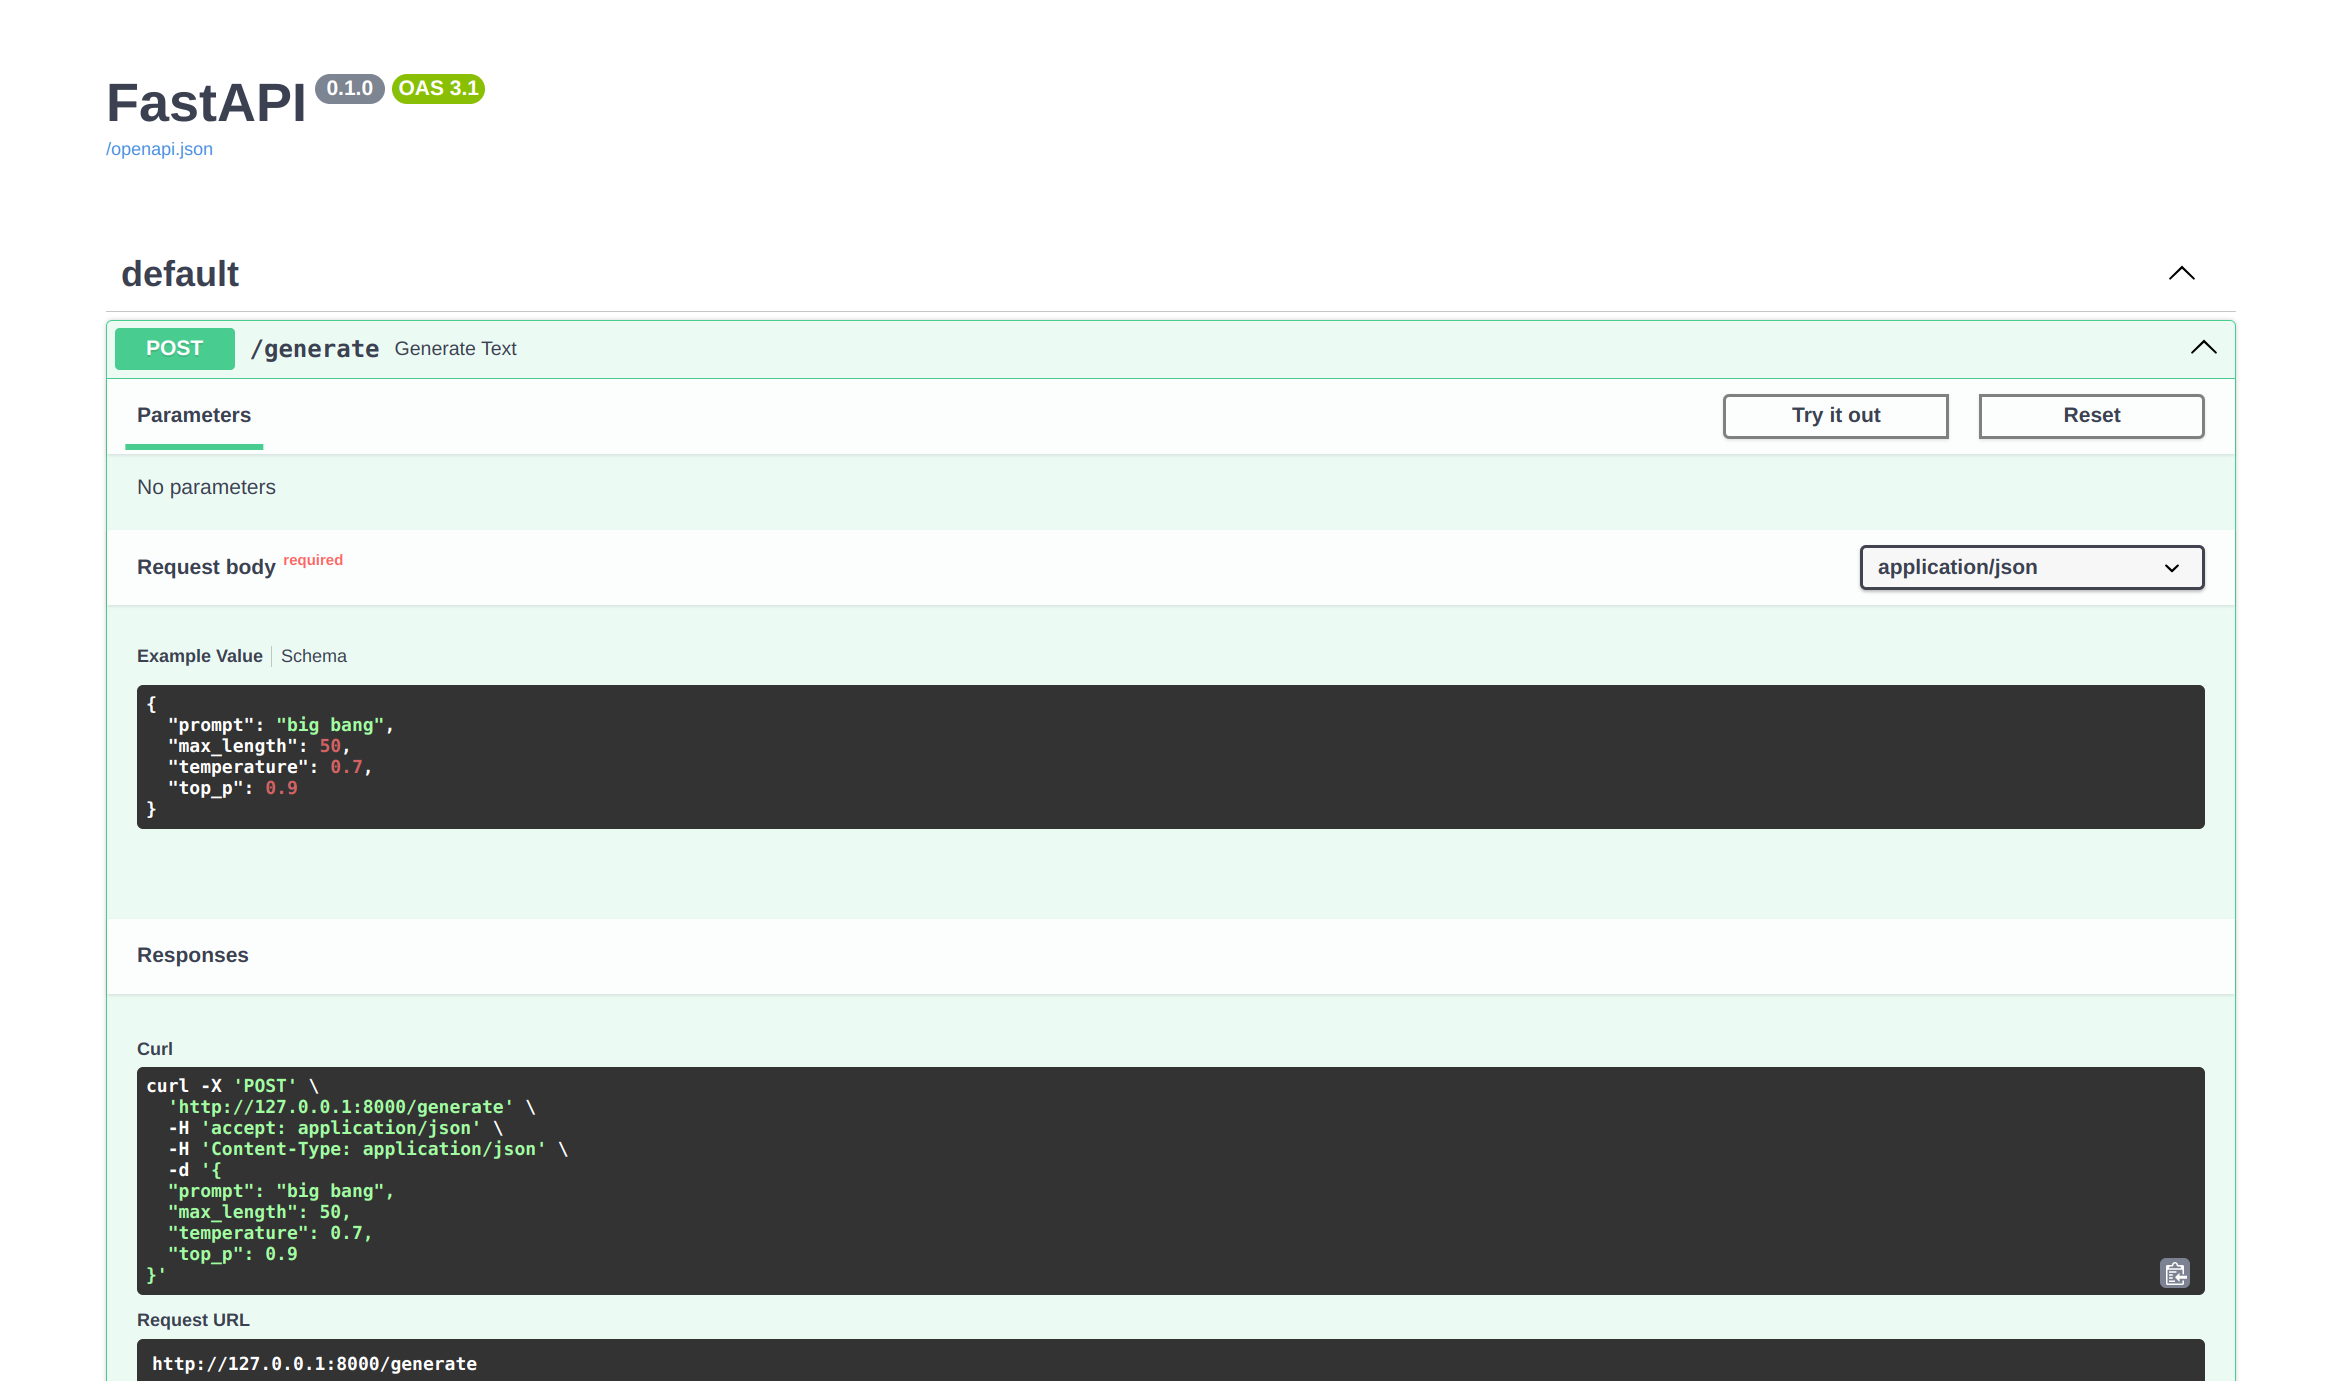 FastAPI 0.1.0 OAS 3.1
/openapi.json
default
POST /generate Generate Text
Parameters Try it out Reset
No parameters
Request body required application/json
Example Value Schema
{
  "prompt": "big bang",
  "max_length": 50,
  "temperature": 0.7,
  "top_p": 0.9
}
Responses
Curl
curl -X 'POST' \
  'http://127.0.0.1:8000/generate' \
  -H 'accept: application/json' \
  -H 'Content-Type: application/json' \
  -d '{
  "prompt": "big bang",
  "max_length": 50,
  "temperature": 0.7,
  "top_p": 0.9
}'
Request URL
http://127.0.0.1:8000/generate